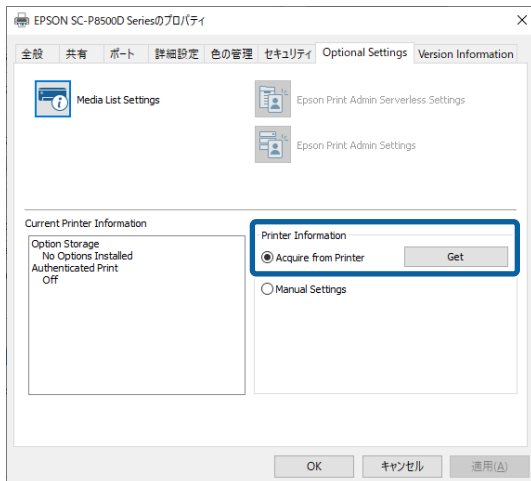 EPSON SC-P8500D Seriesのプロパティ
全般 共有 ポート 詳細設定 色の管理 セキュリティ Optional Settings Version Information
Media List Settings
Epson Print Admin Serverless Settings
Epson Print Admin Settings
Current Printer Information
Option Storage
No Options Installed
Authenticated Print
Off
Printer Information
Acquire from Printer Get
Manual Settings
OK キャンセル 適用(A)